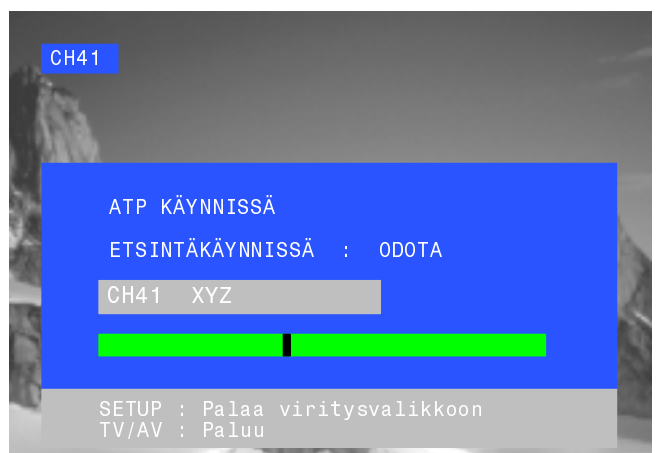 CH41
ATP KÄYNNISSÄ
ETSINTÄKÄYNNISSÄ : ODOTA
CH41 XYZ
SETUP : Palaa viritysvalikkoon
TV/AV : Paluu